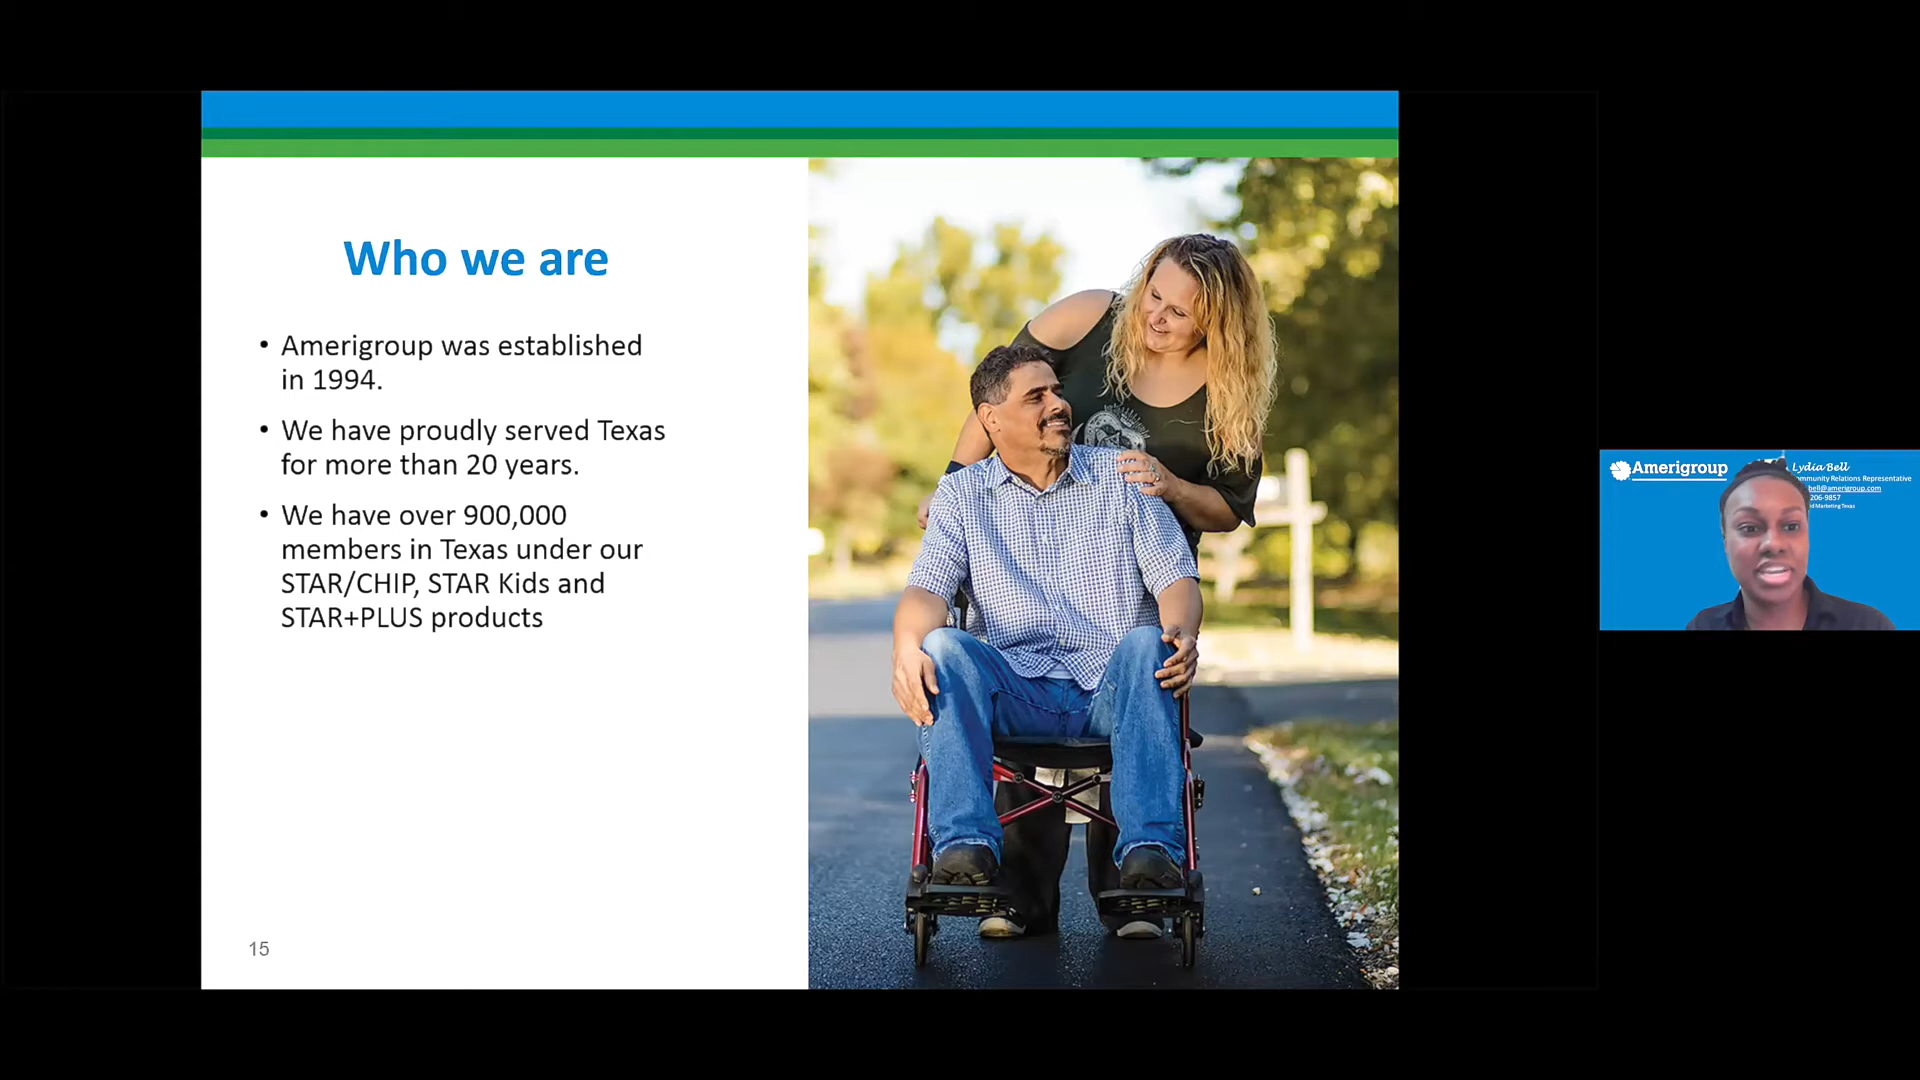 Who we are
• Amerigroup was established
in 1994.
• We have proudly served Texas
for more than 20 years.
• We have over 900,000
members in Texas under our
STAR/CHIP, STAR Kids and
STAR+PLUS products
15
Amerigroup
Lydia Bell
ommunity Relations Representative
bell@amerigroup.com
206-9857
Marketing Texas